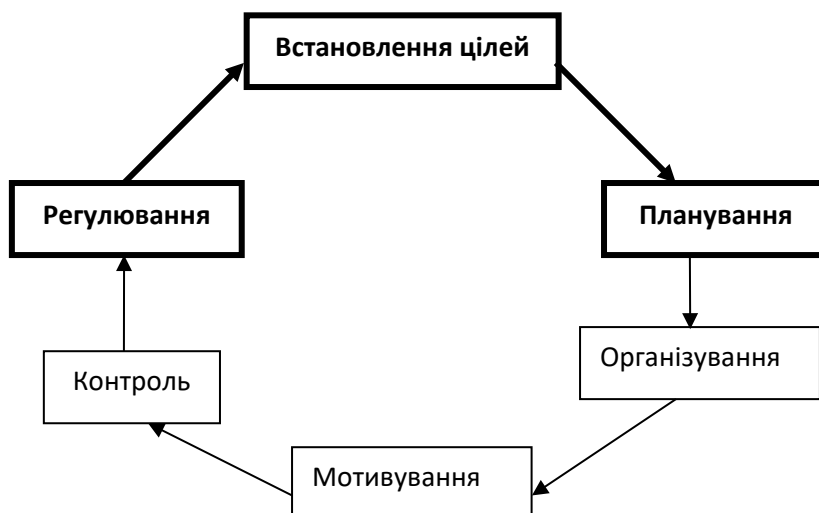 Встановлення цілей
Регулювання
Планування
Організування
Контроль
Мотивування